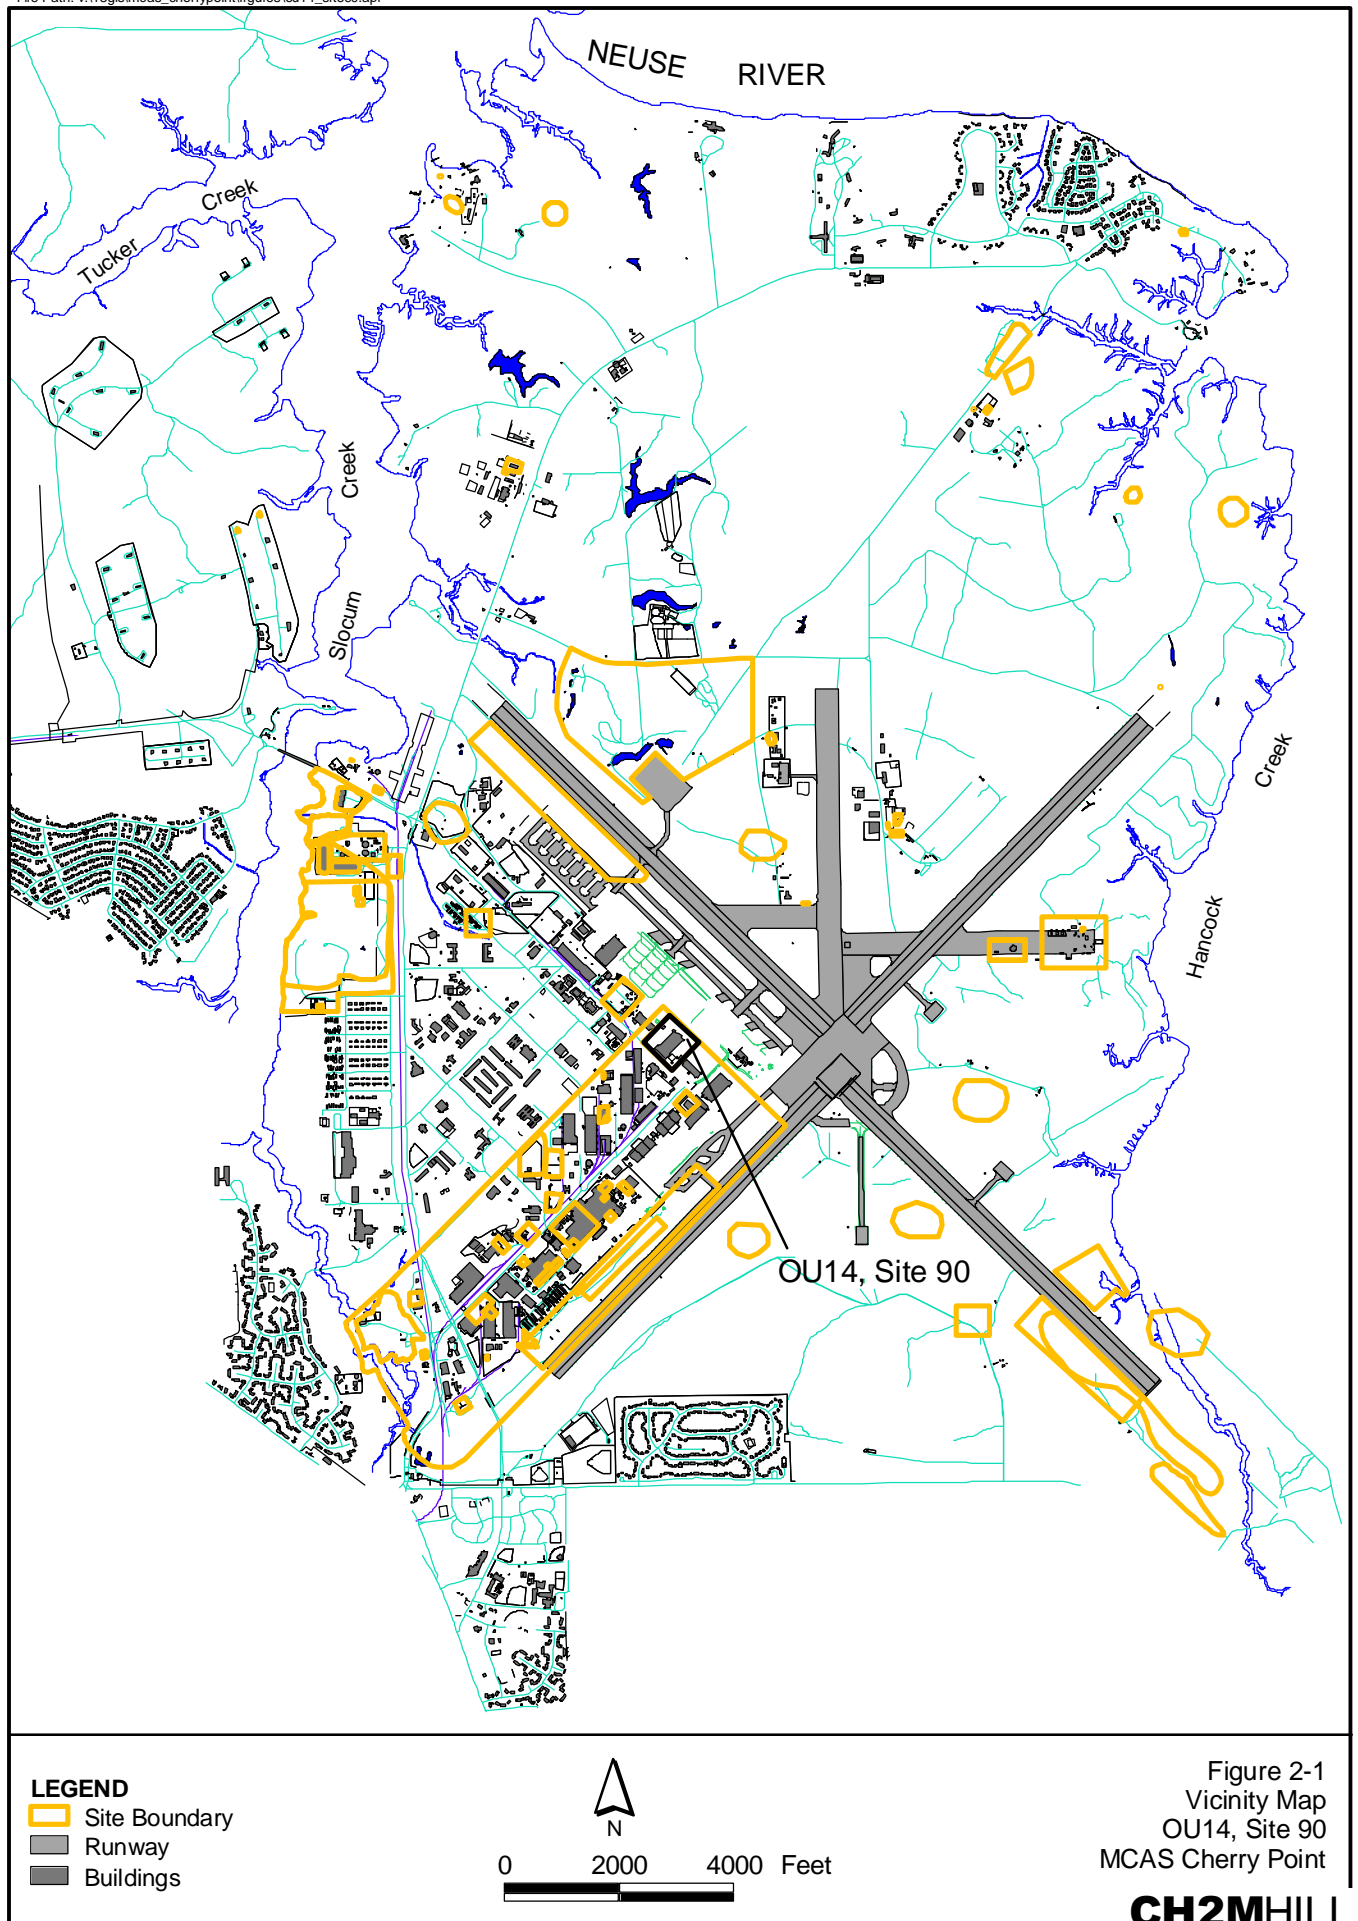 NEUSE RIVER
Creek
Tucker
Creek
Slocum
Creek
Hancock
OU14, Site 90
LEGEND
Site Boundary
Runway
Buildings
N
0 2000 4000 Feet
Figure 2-1
Vicinity Map
OU14, Site 90
MCAS Cherry Point